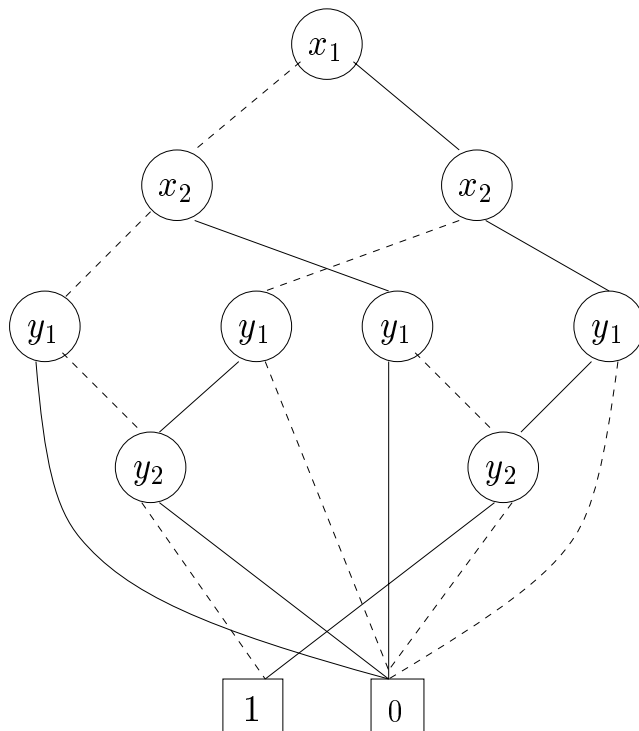 x₁
x₂ x₂
y₁ y₁ y₁ y₁
y₂ y₂
1 0